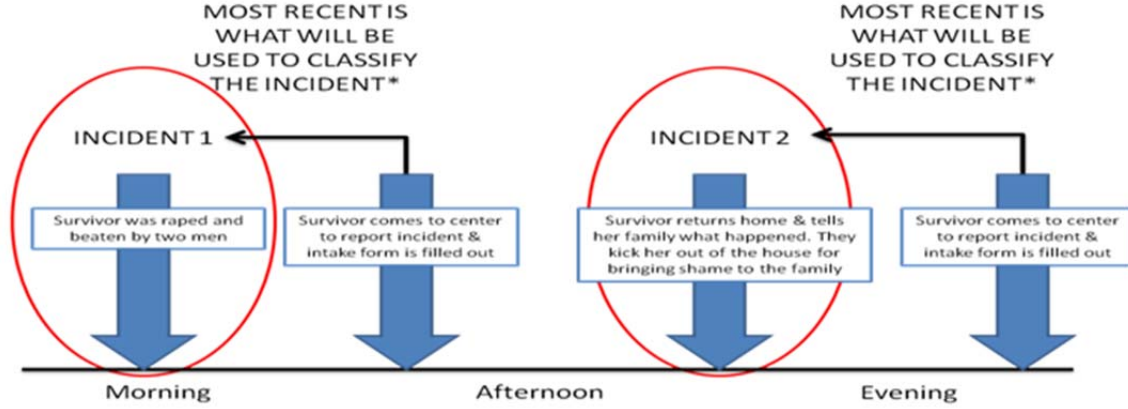 MOST RECENT IS
WHAT WILL BE
USED TO CLASSIFY
THE INCIDENT*
MOST RECENT IS
WHAT WILL BE
USED TO CLASSIFY
THE INCIDENT*
INCIDENT 1
INCIDENT 2
Survivor was raped and
beaten by two men
Survivor comes to center
to report incident &
intake form is filled out
Survivor returns home & tells
her family what happened. They
kick her out of the house for
bringing shame to the family
Survivor comes to center
to report incident &
intake form is filled out
Morning
Afternoon
Evening